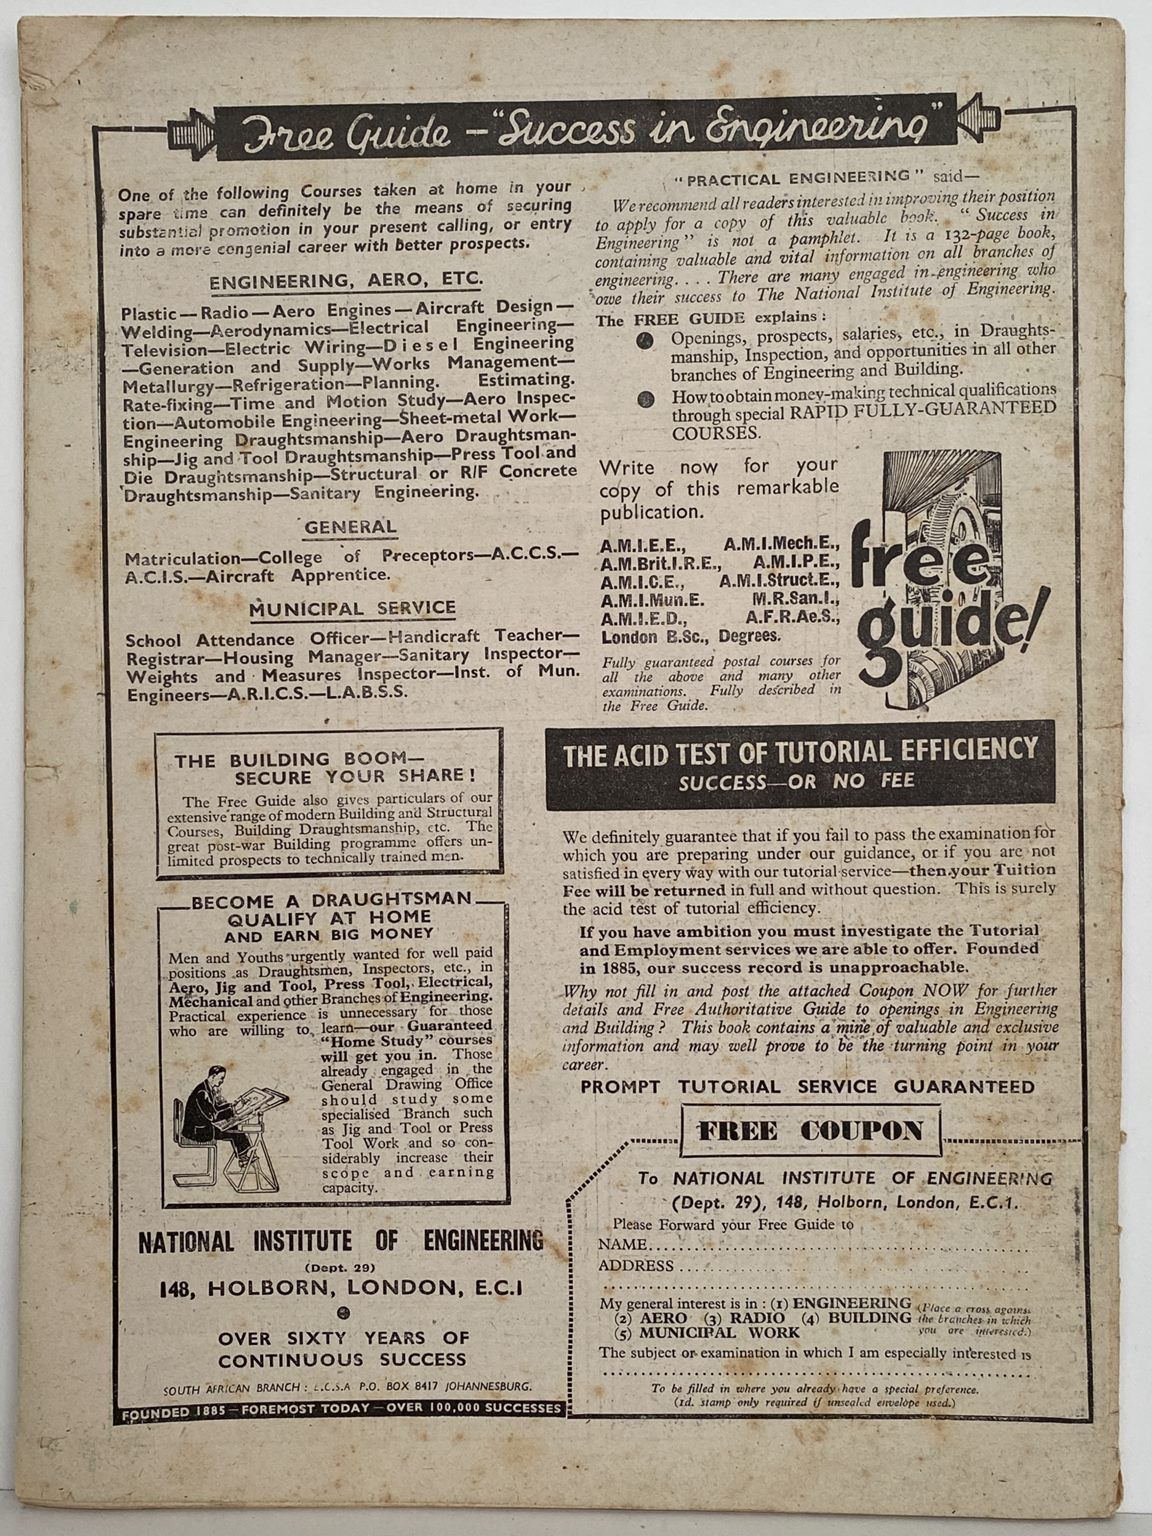 Free Guide – "Success in Engineering"
One of the following Courses taken at home in your
spare time can definitely be the means of securing
substantial promotion in your present calling, or entry
into a more congenial career with better prospects.
ENGINEERING, AERO, ETC.
Plastic—Radio—Aero Engines—Aircraft Design—
Welding—Aerodynamics—Electrical Engineering—
Television—Electric Wiring—Diesel Engineering
—Generation and Supply—Works Management—
Metallurgy—Refrigeration—Planning. Estimating.
Rate-fixing—Time and Motion Study—Aero Inspec-
tion—Automobile Engineering—Sheet-metal Work—
Engineering Draughtsmanship—Aero Draughtsman-
ship—Jig and Tool Draughtsmanship—Press Tool and
Die Draughtsmanship—Structural or R/F Concrete
Draughtsmanship—Sanitary Engineering.
GENERAL
Matriculation—College of Preceptors—A.C.C.S.—
A.C.I.S.—Aircraft Apprentice.
MUNICIPAL SERVICE
School Attendance Officer—Handicraft Teacher—
Registrar—Housing Manager—Sanitary Inspector—
Weights and Measures Inspector—Inst. of Mun.
Engineers—A.R.I.C.S.—L.A.B.S.S.
THE BUILDING BOOM—
SECURE YOUR SHARE!
The Free Guide also gives particulars of our
extensive range of modern Building and Structural
Courses, Building Draughtsmanship, etc. The
great post-war Building programme offers un-
limited prospects to technically trained men.
BECOME A DRAUGHTSMAN
QUALIFY AT HOME
AND EARN BIG MONEY
Men and Youths urgently wanted for well paid
positions as Draughtsmen, Inspectors, etc., in
Aero, Jig and Tool, Press Tool, Electrical,
Mechanical and other Branches of Engineering.
Practical experience is unnecessary for those
who are willing to learn—our Guaranteed
"Home Study" courses
will get you in. Those
already engaged in the
General Drawing Office
should study some
specialised Branch such
as Jig and Tool or Press
Tool Work and so con-
siderably increase their
scope and earning
capacity.
NATIONAL INSTITUTE OF ENGINEERING
(Dept. 29)
148, HOLBORN, LONDON, E.C.1
OVER SIXTY YEARS OF
CONTINUOUS SUCCESS
SOUTH AFRICAN BRANCH: E.C.S.A P.O. BOX 8417 JOHANNESBURG.
FOUNDED 1885—FOREMOST TODAY—OVER 100,000 SUCCESSES
"PRACTICAL ENGINEERING" said—
We recommend all readers interested in improving their position
to apply for a copy of this valuable book. "Success in
Engineering" is not a pamphlet. It is a 132-page book,
containing valuable and vital information on all branches of
engineering. . . . There are many engaged in engineering who
owe their success to The National Institute of Engineering.
The FREE GUIDE explains:
● Openings, prospects, salaries, etc., in Draughts-
manship, Inspection, and opportunities in all other
branches of Engineering and Building.
● How to obtain money-making technical qualifications
through special RAPID FULLY-GUARANTEED
COURSES.
Write now for your
copy of this remarkable
publication.
A.M.I.E.E., A.M.I.Mech.E.,
A.M.Brit.I.R.E., A.M.I.P.E.,
A.M.I.C.E., A.M.I.Struct.E.,
A.M.I.Mun.E. M.R.San.I.,
A.M.I.E.D., A.F.R.Ae.S.,
London B.Sc., Degrees.
Fully guaranteed postal courses for
all the above and many other
examinations. Fully described in
the Free Guide.
free
guide!
THE ACID TEST OF TUTORIAL EFFICIENCY
SUCCESS—OR NO FEE
We definitely guarantee that if you fail to pass the examination for
which you are preparing under our guidance, or if you are not
satisfied in every way with our tutorial service—then your Tuition
Fee will be returned in full and without question. This is surely
the acid test of tutorial efficiency.
If you have ambition you must investigate the Tutorial
and Employment services we are able to offer. Founded
in 1885, our success record is unapproachable.
Why not fill in and post the attached Coupon NOW for further
details and Free Authoritative Guide to openings in Engineering
and Building? This book contains a mine of valuable and exclusive
information and may well prove to be the turning point in your
career.
PROMPT TUTORIAL SERVICE GUARANTEED
FREE COUPON
To NATIONAL INSTITUTE OF ENGINEERING
(Dept. 29), 148, Holborn, London, E.C.1.
Please Forward your Free Guide to
NAME
ADDRESS
My general interest is in: (1) ENGINEERING
(2) AERO (3) RADIO (4) BUILDING
(5) MUNICIPAL WORK
(Place a cross against
the branches in which
you are interested.)
The subject or examination in which I am especially interested is
To be filled in where you already have a special preference.
(1d. stamp only required if unsealed envelope used.)